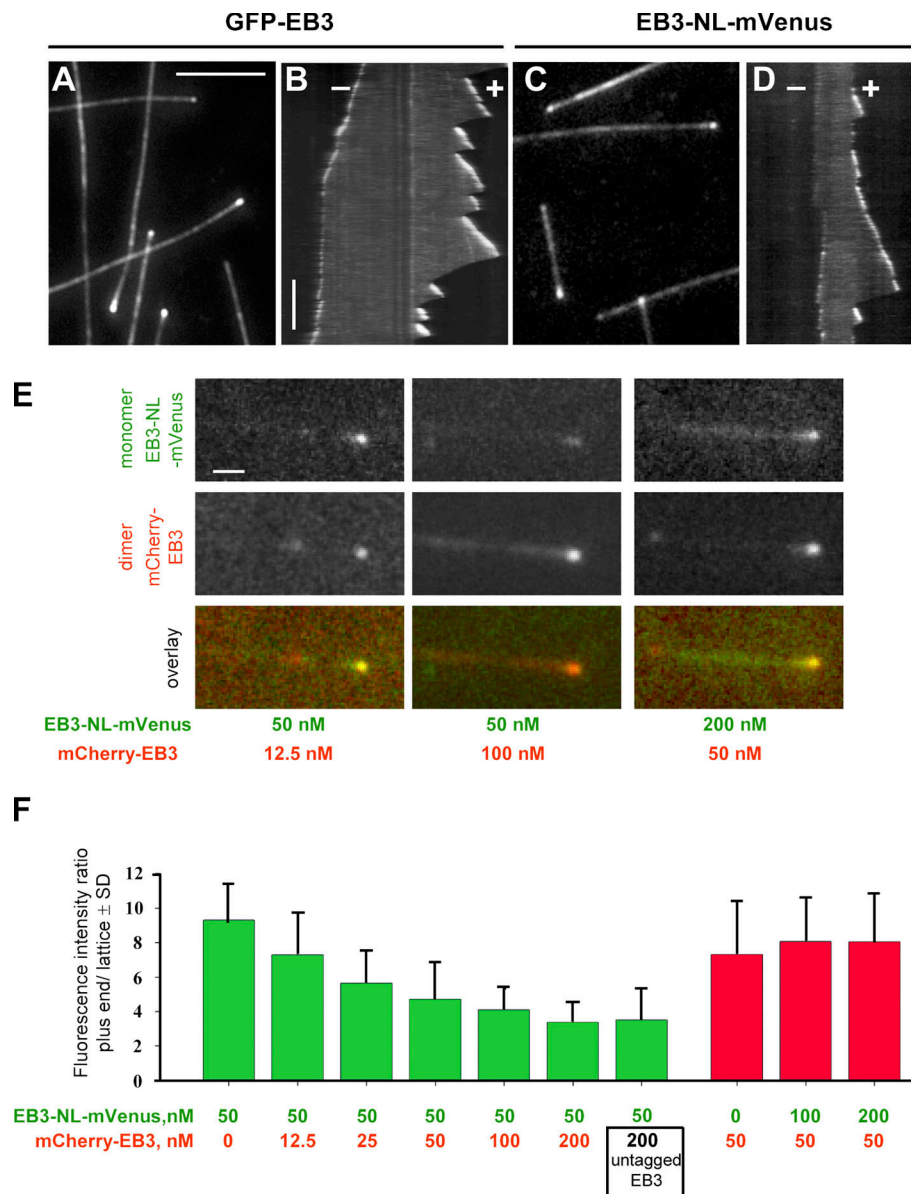 GFP-EB3
EB3-NL-mVenus
A
B
–
+
C
D
–
+
E
monomer
EB3-NL
-mVenus
dimer
mCherry-
EB3
overlay
EB3-NL-mVenus 50 nM 50 nM 200 nM
mCherry-EB3 12.5 nM 100 nM 50 nM
F
Fluorescence intensity ratio
plus end/ lattice ± SD
12
10
8
6
4
2
0
EB3-NL-mVenus,nM 50 50 50 50 50 50 50 0 100 200
mCherry-EB3, nM 0 12.5 25 50 100 200 200 50 50 50
untagged
EB3